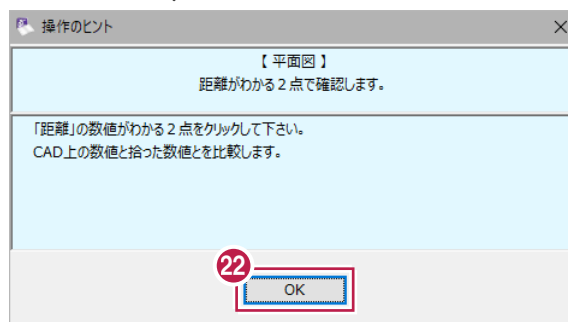 操作のヒント
【 平面図 】
距離がわかる2点で確認します。
「距離」の数値がわかる2点をクリックして下さい。
CAD上の数値と拾った数値とを比較します。
22
OK